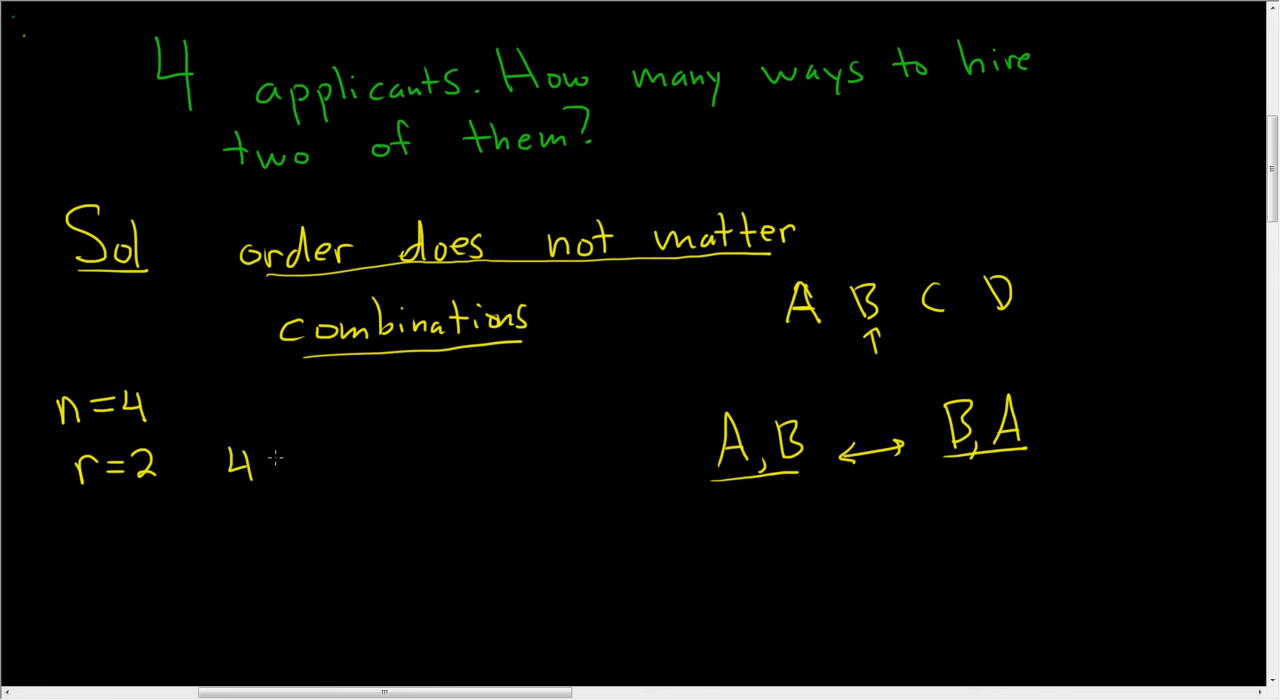 4 applicants. How many ways to hire
two of them?
Sol order does not matter
combinations
A B C D
↑
n=4
r=2 4
A,B ↔ B,A